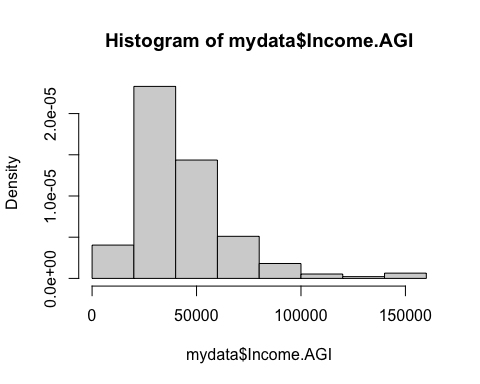 Histogram of mydata$Income.AGI
Density
2.0e-05
1.0e-05
0.0e+00
0 50000 100000 150000
mydata$Income.AGI